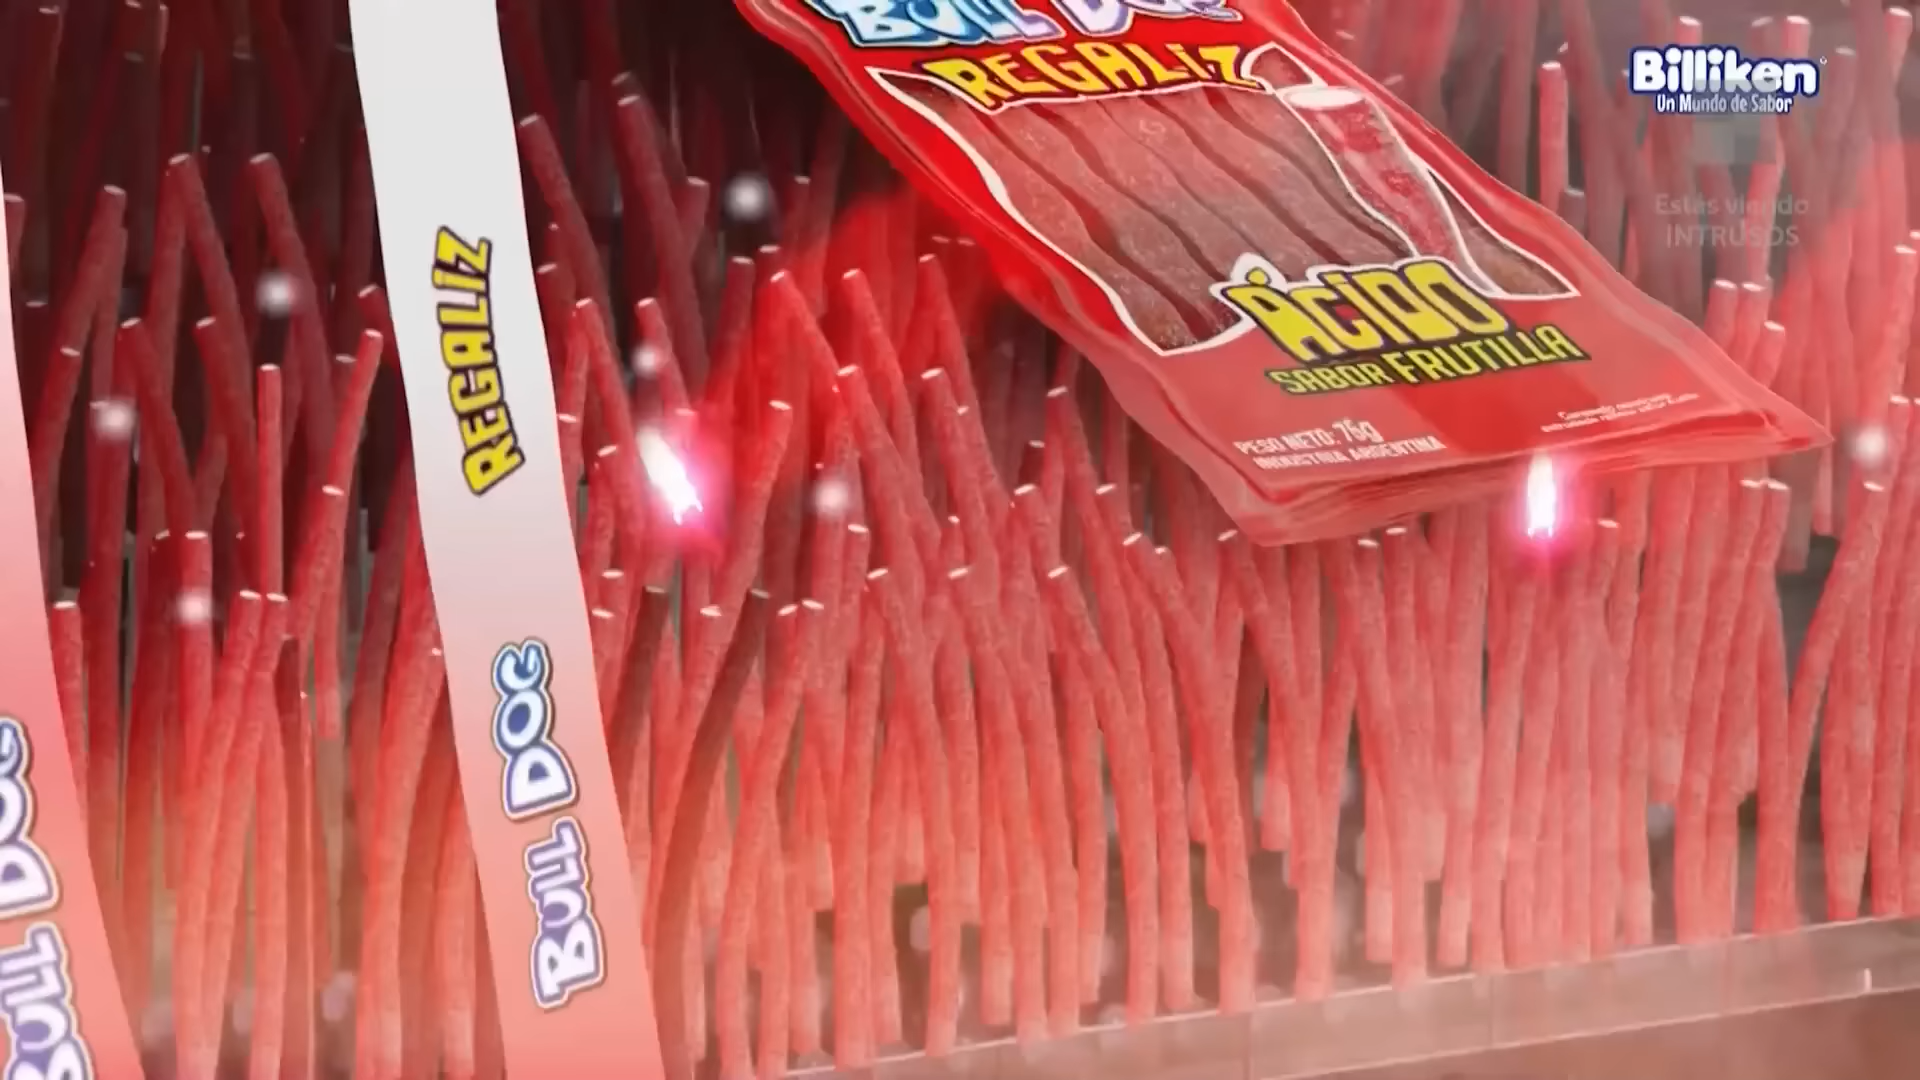 BULL DOG
REGALIZ
ÁCIDO
SABOR FRUTILLA
PESO NETO: 76g
INDUSTRIA ARGENTINA
Billiken
Un Mundo de Sabor
Estás viendo
INTRUSOS
REGALIZ
BULL DOG
BULL DOG